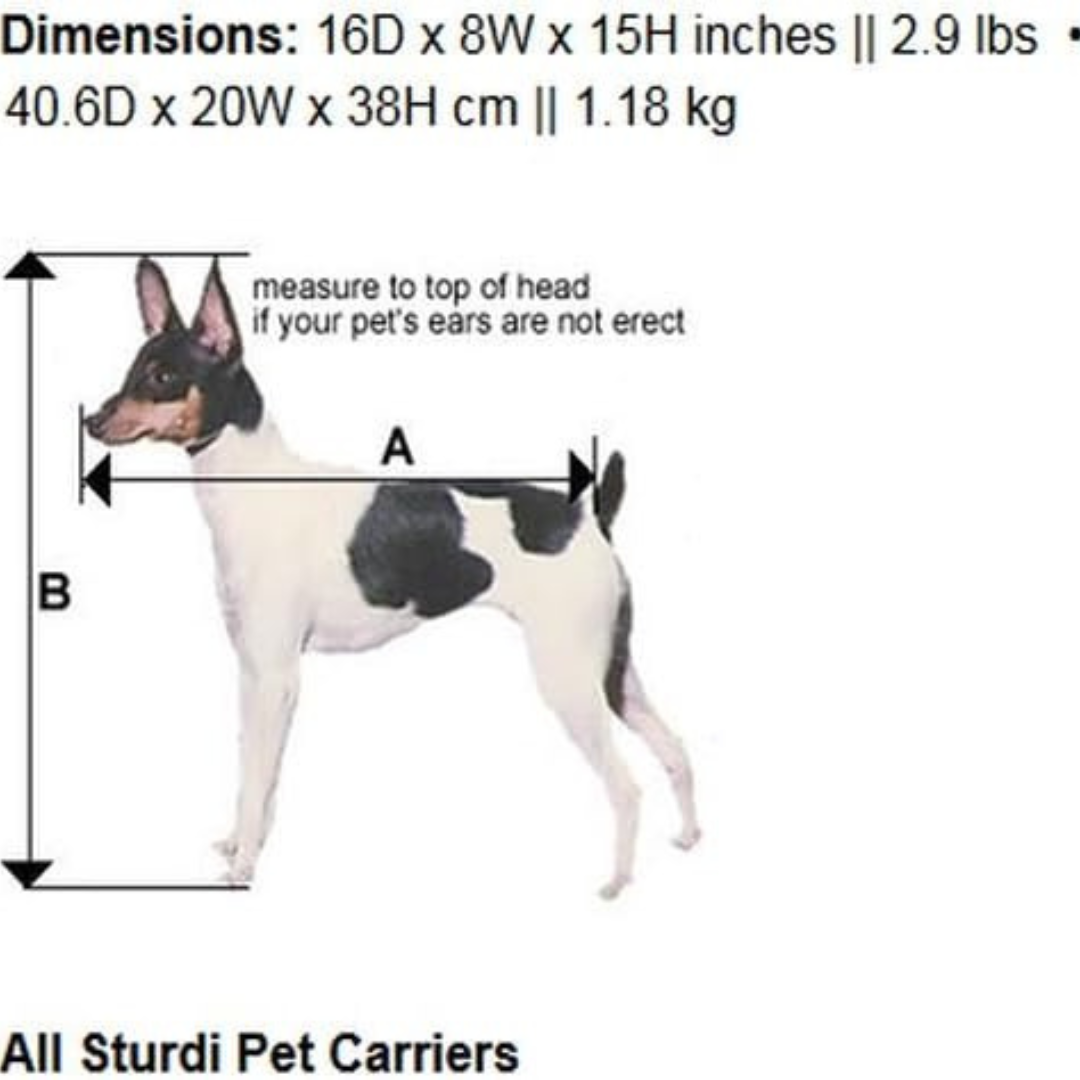 Dimensions: 16D x 8W x 15H inches || 2.9 lbs •
40.6D x 20W x 38H cm || 1.18 kg
measure to top of head
if your pet's ears are not erect
A
B
All Sturdi Pet Carriers